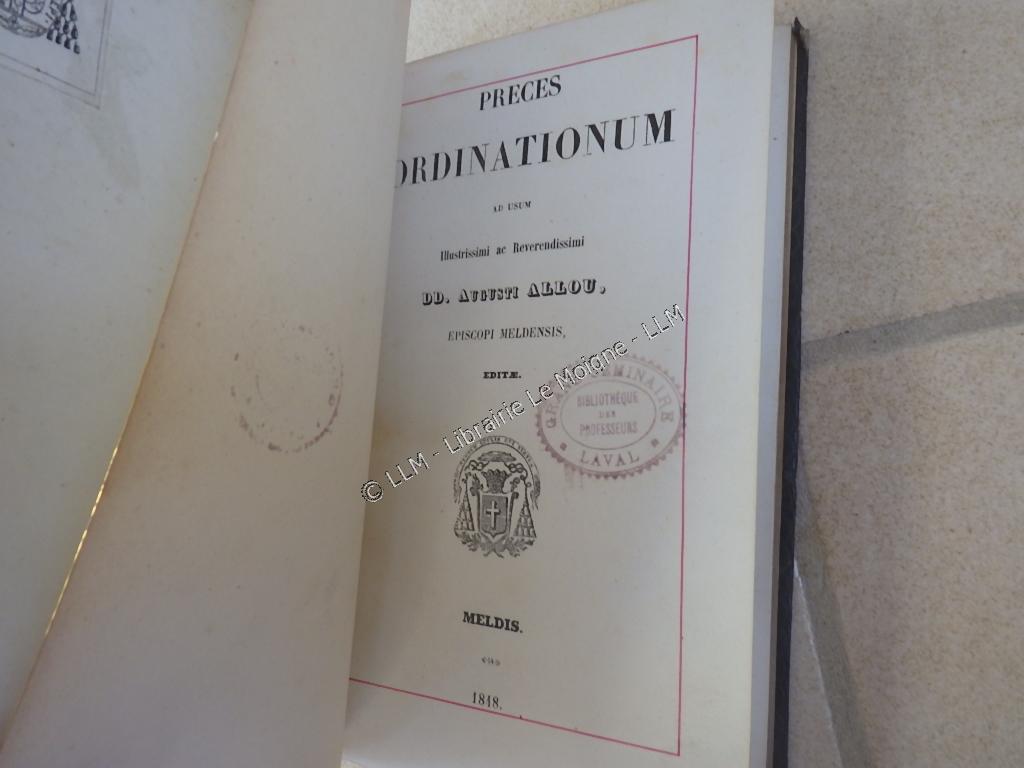 PRECES
ORDINATIONUM
AD USUM
Illustrissimi ac Reverendissimi
DD. AUGUSTI ALLOU,
EPISCOPI MELDENSIS,
EDITÆ.
GRAND SÉMINAIRE
BIBLIOTHÈQUE
DES
PROFESSEURS
LAVAL
MELDIS.
1848.
© LLM - Librairie Le Moigne - LLM